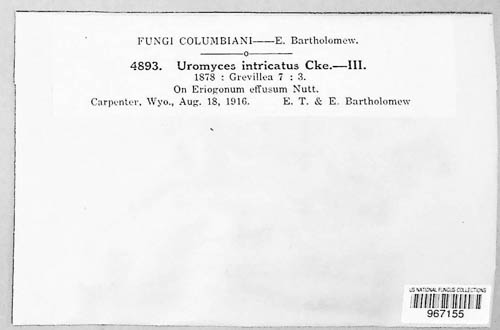 FUNGI COLUMBIANI——E. Bartholomew.
4893. Uromyces intricatus Cke.—III.
1878 : Grevillea 7 : 3.
On Eriogonum effusum Nutt.
Carpenter, Wyo., Aug. 18, 1916. E. T. & E. Bartholomew
US NATIONAL FUNGUS COLLECTIONS
967155